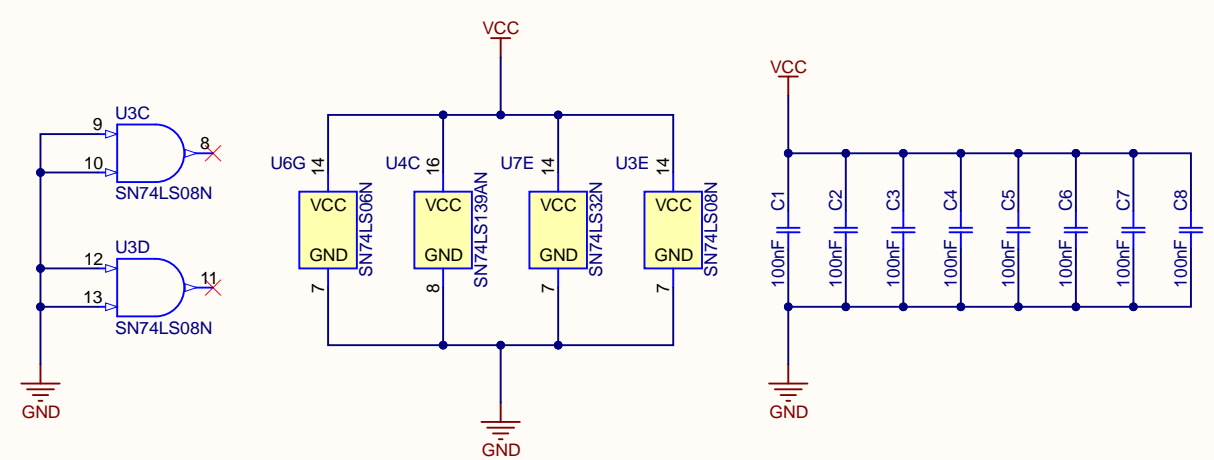 U3C
9
8
10
SN74LS08N
U3D
12
11
13
SN74LS08N
GND
VCC
U6G
14
VCC
GND
SN74LS06N
7
U4C
16
VCC
GND
SN74LS139AN
8
U7E
14
VCC
GND
SN74LS32N
7
U3E
14
VCC
GND
SN74LS08N
7
GND
VCC
C1
100nF
C2
100nF
C3
100nF
C4
100nF
C5
100nF
C6
100nF
C7
100nF
C8
100nF
GND